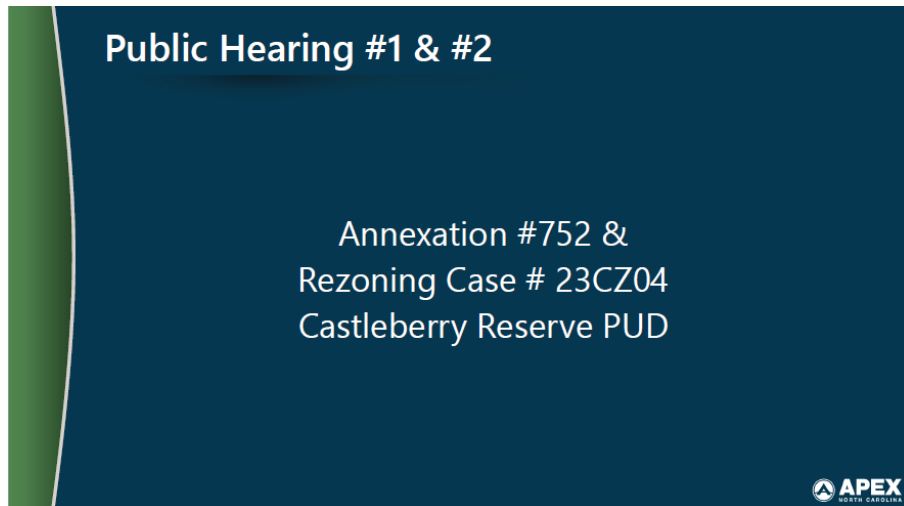 Public Hearing #1 & #2
Annexation #752 &
Rezoning Case # 23CZ04
Castleberry Reserve PUD
APEX
NORTH CAROLINA